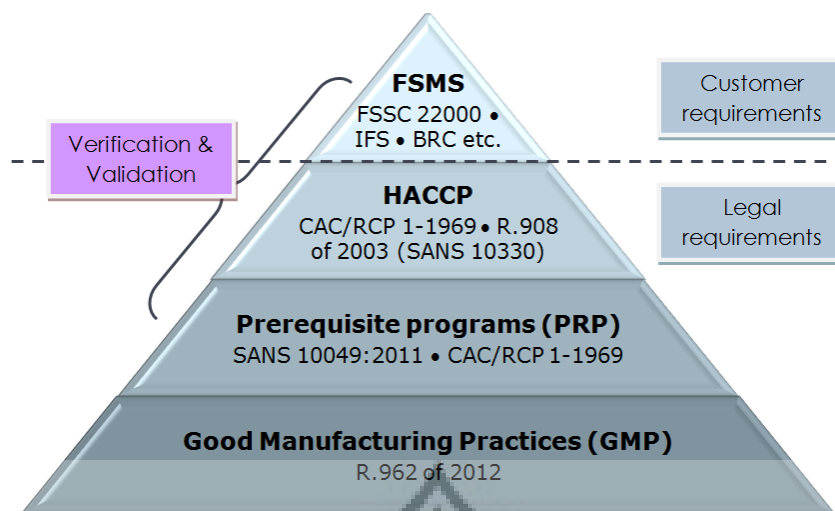 FSMS
FSSC 22000 •
IFS • BRC etc.
Customer
requirements
Verification &
Validation
HACCP
CAC/RCP 1-1969 • R.908
of 2003 (SANS 10330)
Legal
requirements
Prerequisite programs (PRP)
SANS 10049:2011 • CAC/RCP 1-1969
Good Manufacturing Practices (GMP)
R.962 of 2012